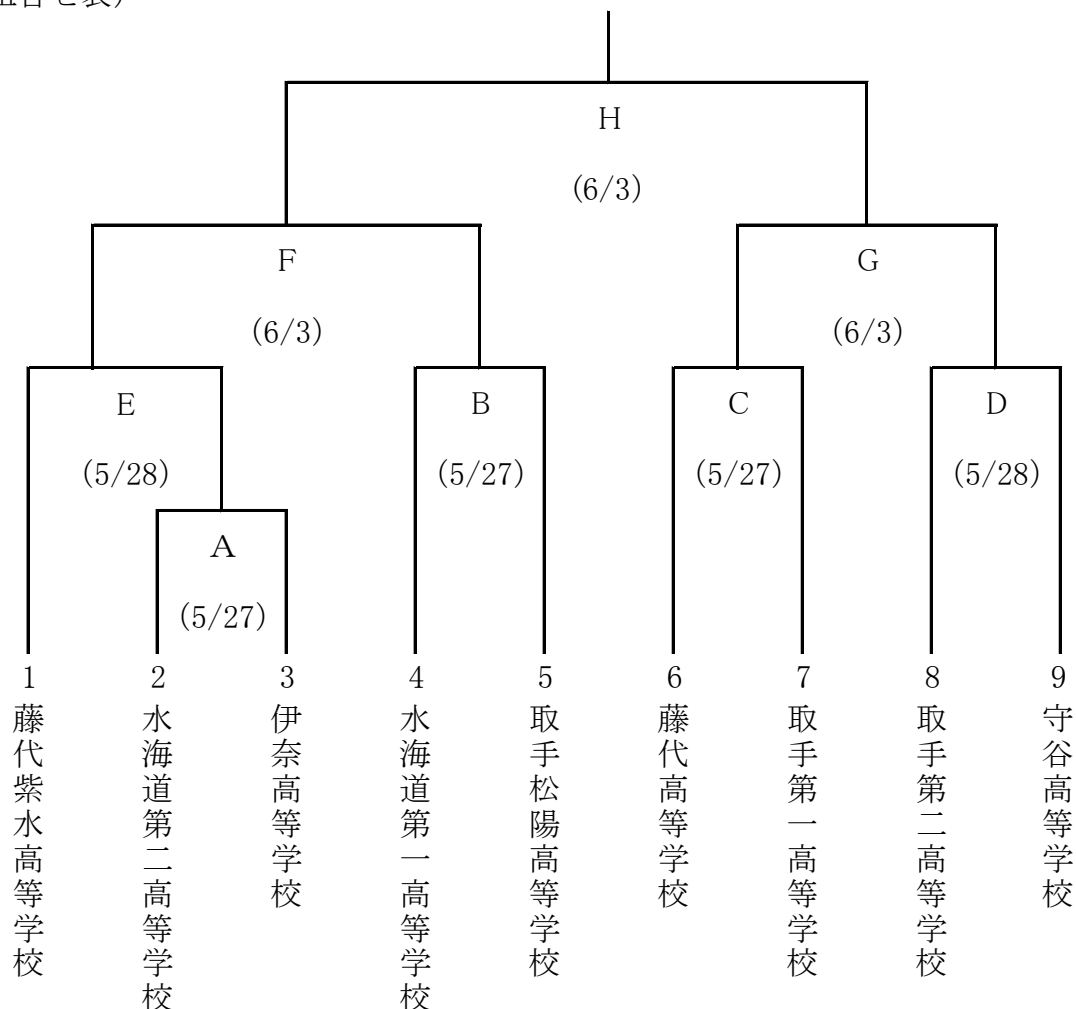 H
(6/3)
F
G
(6/3)
(6/3)
E
B
C
D
(5/28)
(5/27)
(5/27)
(5/28)
A
(5/27)
1
2
3
4
5
6
7
8
9
藤代紫水高等学校
水海道第二高等学校
伊奈高等学校
水海道第一高等学校
取手松陽高等学校
藤代高等学校
取手第一高等学校
取手第二高等学校
守谷高等学校